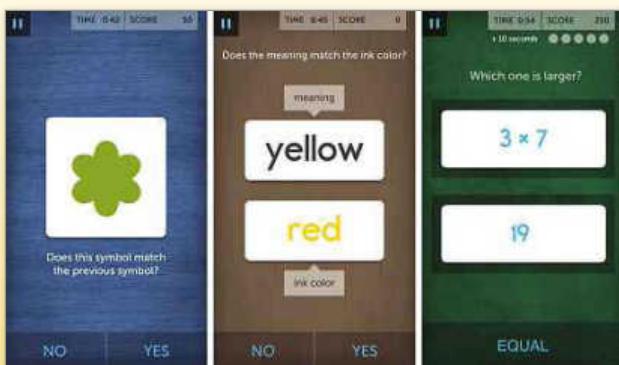 TIME 0:42 SCORE 50
Does this symbol match
the previous symbol?
NO YES
TIME 0:45 SCORE 0
Does the meaning match the ink color?
meaning
yellow
red
ink color
NO YES
TIME 0:54 SCORE 250
+ 10 seconds
Which one is larger?
3 × 7
19
EQUAL